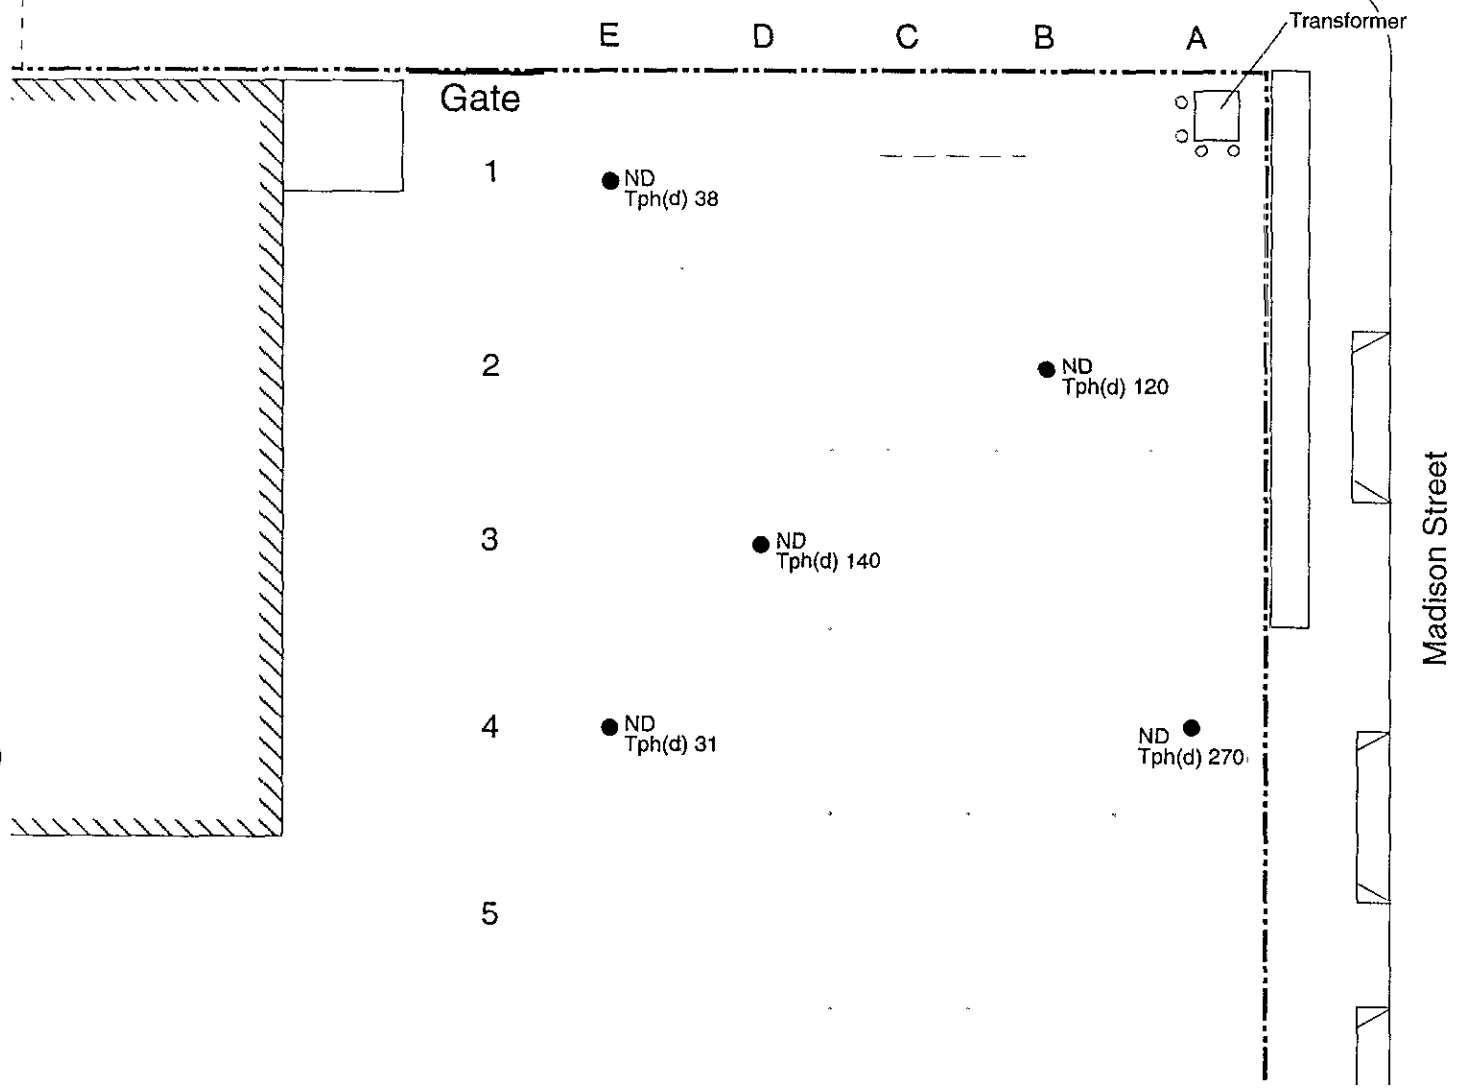 Transformer
E D C B A
Gate
1
ND
Tph(d) 38
2
ND
Tph(d) 120
3
ND
Tph(d) 140
4
ND
Tph(d) 31
ND
Tph(d) 270
5
Madison Street